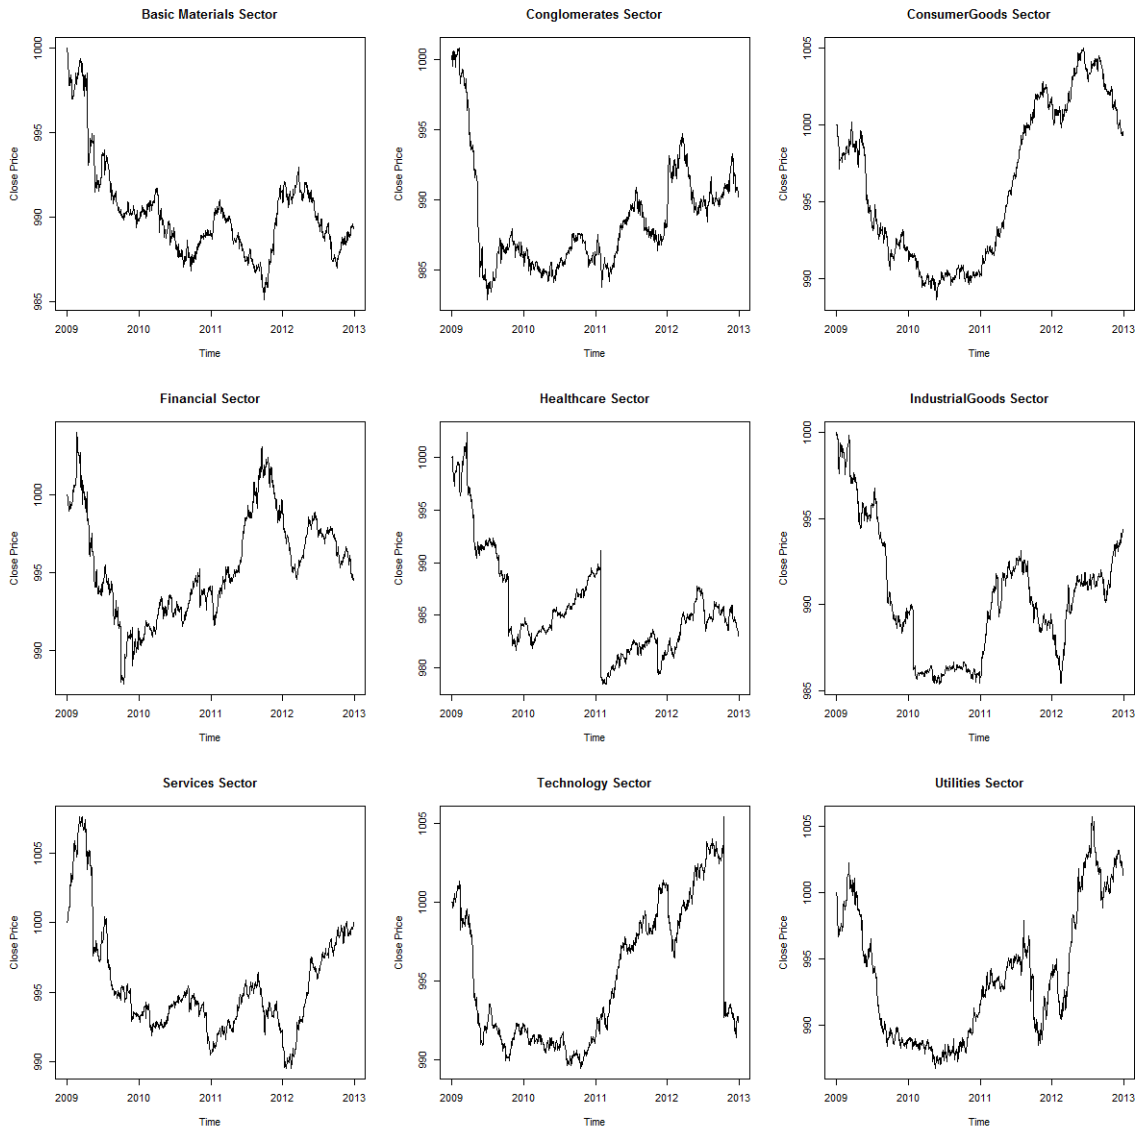 Basic Materials Sector
Close Price
1000
995
990
985
2009 2010 2011 2012 2013
Time
Conglomerates Sector
Close Price
1000
995
990
985
2009 2010 2011 2012 2013
Time
ConsumerGoods Sector
Close Price
1005
1000
995
990
2009 2010 2011 2012 2013
Time
Financial Sector
Close Price
1000
995
990
2009 2010 2011 2012 2013
Time
Healthcare Sector
Close Price
1000
995
990
985
980
2009 2010 2011 2012 2013
Time
IndustrialGoods Sector
Close Price
1000
995
990
985
2009 2010 2011 2012 2013
Time
Services Sector
Close Price
1005
1000
995
990
2009 2010 2011 2012 2013
Time
Technology Sector
Close Price
1005
1000
995
990
2009 2010 2011 2012 2013
Time
Utilities Sector
Close Price
1005
1000
995
990
2009 2010 2011 2012 2013
Time